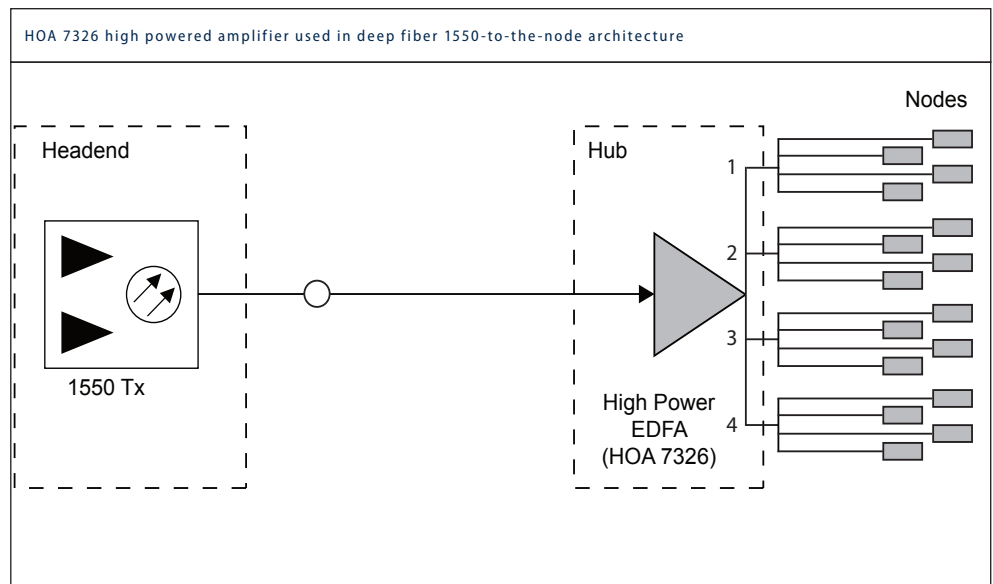 HOA 7326 high powered amplifier used in deep fiber 1550-to-the-node architecture
Nodes
Headend
Hub
1
2
3
4
1550 Tx
High Power
EDFA
(HOA 7326)